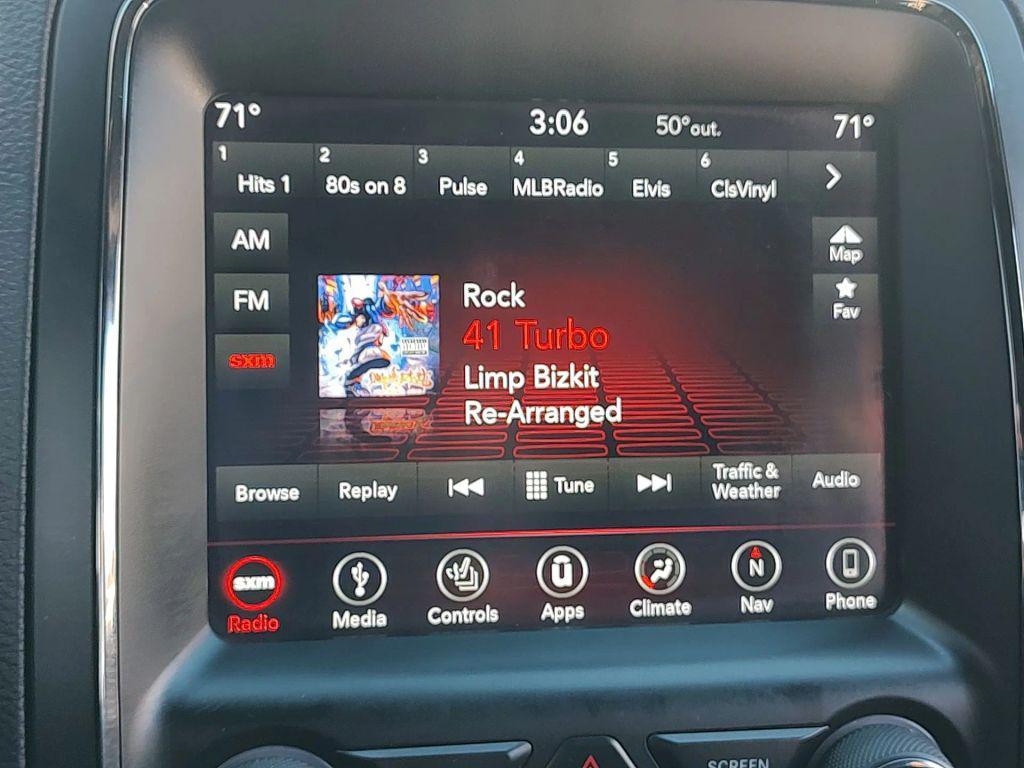 71° 3:06 50°out. 71°
1 2 3 4 5 6
Hits 1 80s on 8 Pulse MLBRadio Elvis ClsVinyl
AM
Map
FM
Fav
sxm
Rock
41 Turbo
Limp Bizkit
Re-Arranged
Browse Replay Tune Traffic & Weather Audio
sxm ū N
Radio Media Controls Apps Climate Nav Phone
SCREEN